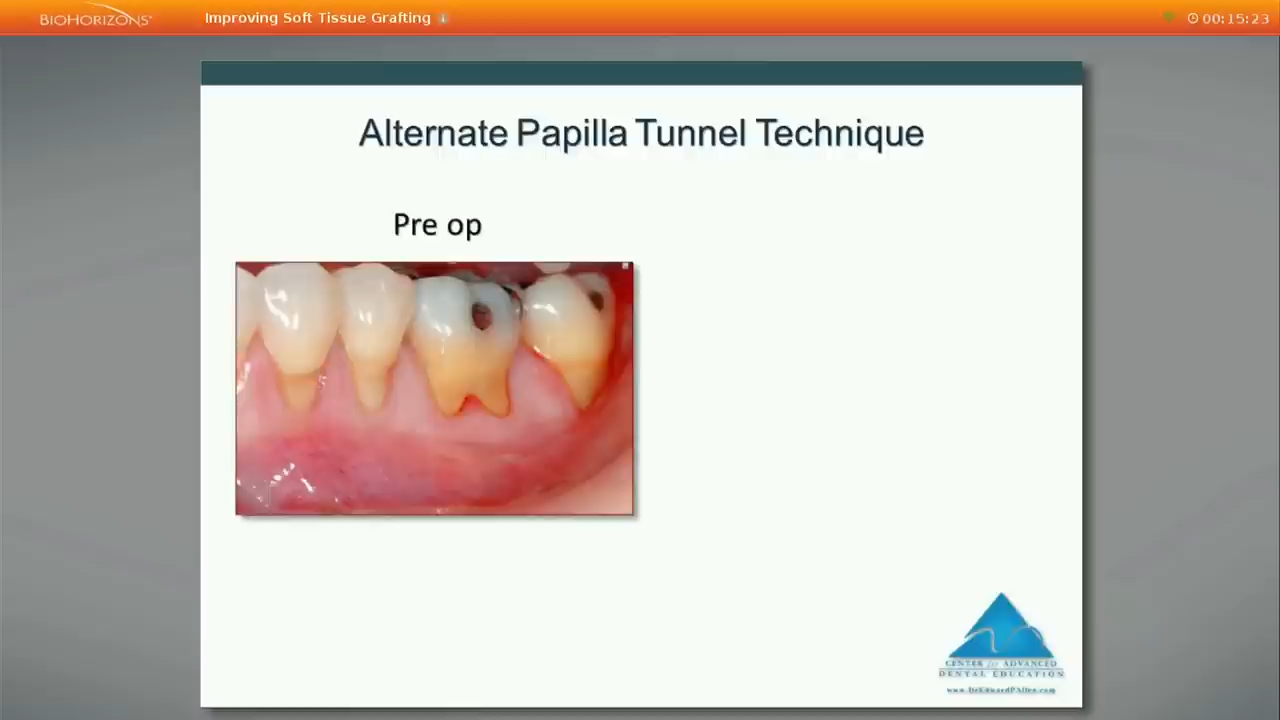 BIOHORIZONS
Improving Soft Tissue Grafting
00:15:23
Alternate Papilla Tunnel Technique
Pre op
CENTER for ADVANCED
DENTAL EDUCATION
www.DrEdwardPAllen.com